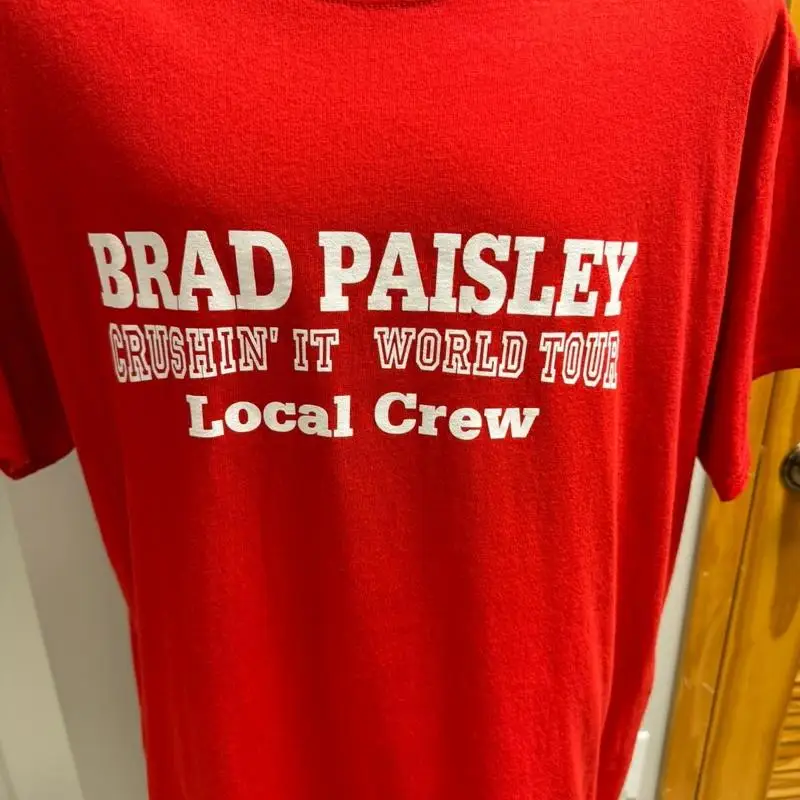 BRAD PAISLEY
CRUSHIN' IT WORLD TOUR
Local Crew